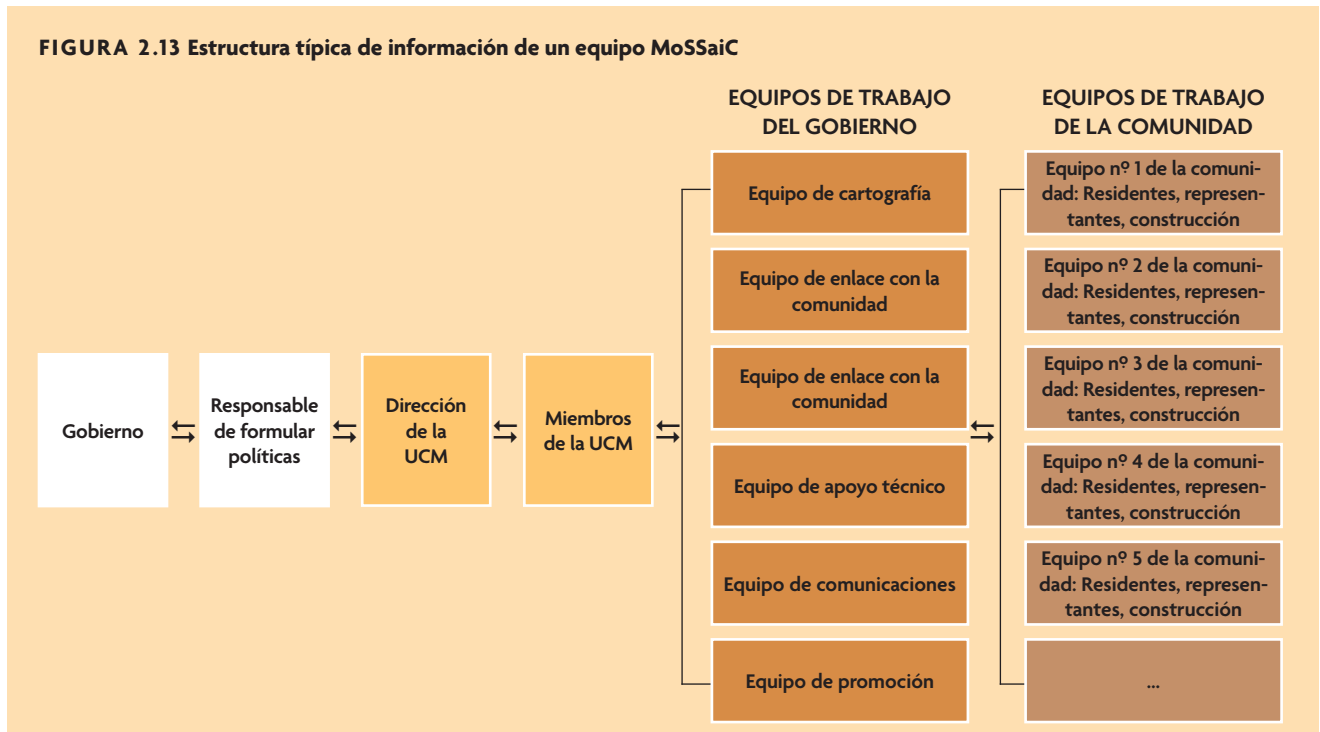 FIGURA 2.13 Estructura típica de información de un equipo MoSSaiC
EQUIPOS DE TRABAJO
DEL GOBIERNO
EQUIPOS DE TRABAJO
DE LA COMUNIDAD
Gobierno
Responsable
de formular
políticas
Dirección
de la
UCM
Miembros
de la UCM
Equipo de cartografía
Equipo de enlace con la
comunidad
Equipo de enlace con la
comunidad
Equipo de apoyo técnico
Equipo de comunicaciones
Equipo de promoción
Equipo nº 1 de la comuni-
dad: Residentes, represen-
tantes, construcción
Equipo nº 2 de la comuni-
dad: Residentes, represen-
tantes, construcción
Equipo nº 3 de la comuni-
dad: Residentes, represen-
tantes, construcción
Equipo nº 4 de la comuni-
dad: Residentes, represen-
tantes, construcción
Equipo nº 5 de la comuni-
dad: Residentes, represen-
tantes, construcción
...